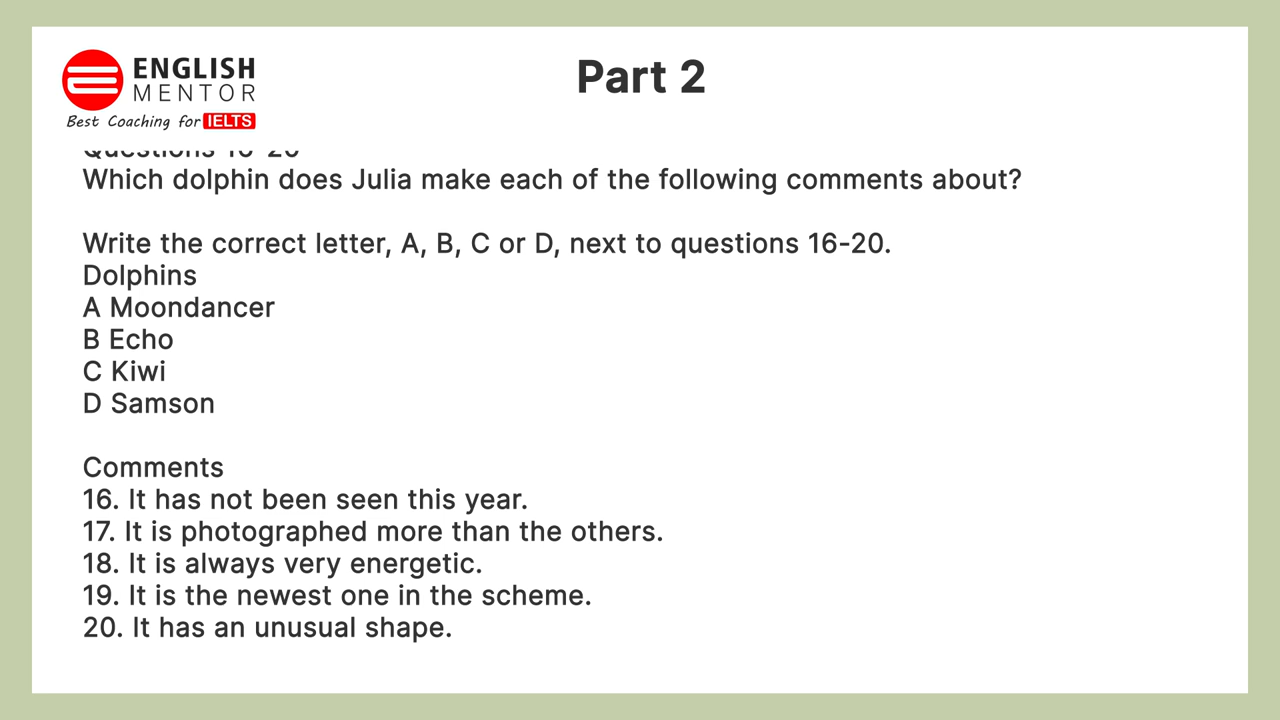 ENGLISH
MENTOR
Best Coaching for IELTS
Part 2
Questions 16-20
Which dolphin does Julia make each of the following comments about?
Write the correct letter, A, B, C or D, next to questions 16-20.
Dolphins
A Moondancer
B Echo
C Kiwi
D Samson
Comments
16. It has not been seen this year.
17. It is photographed more than the others.
18. It is always very energetic.
19. It is the newest one in the scheme.
20. It has an unusual shape.